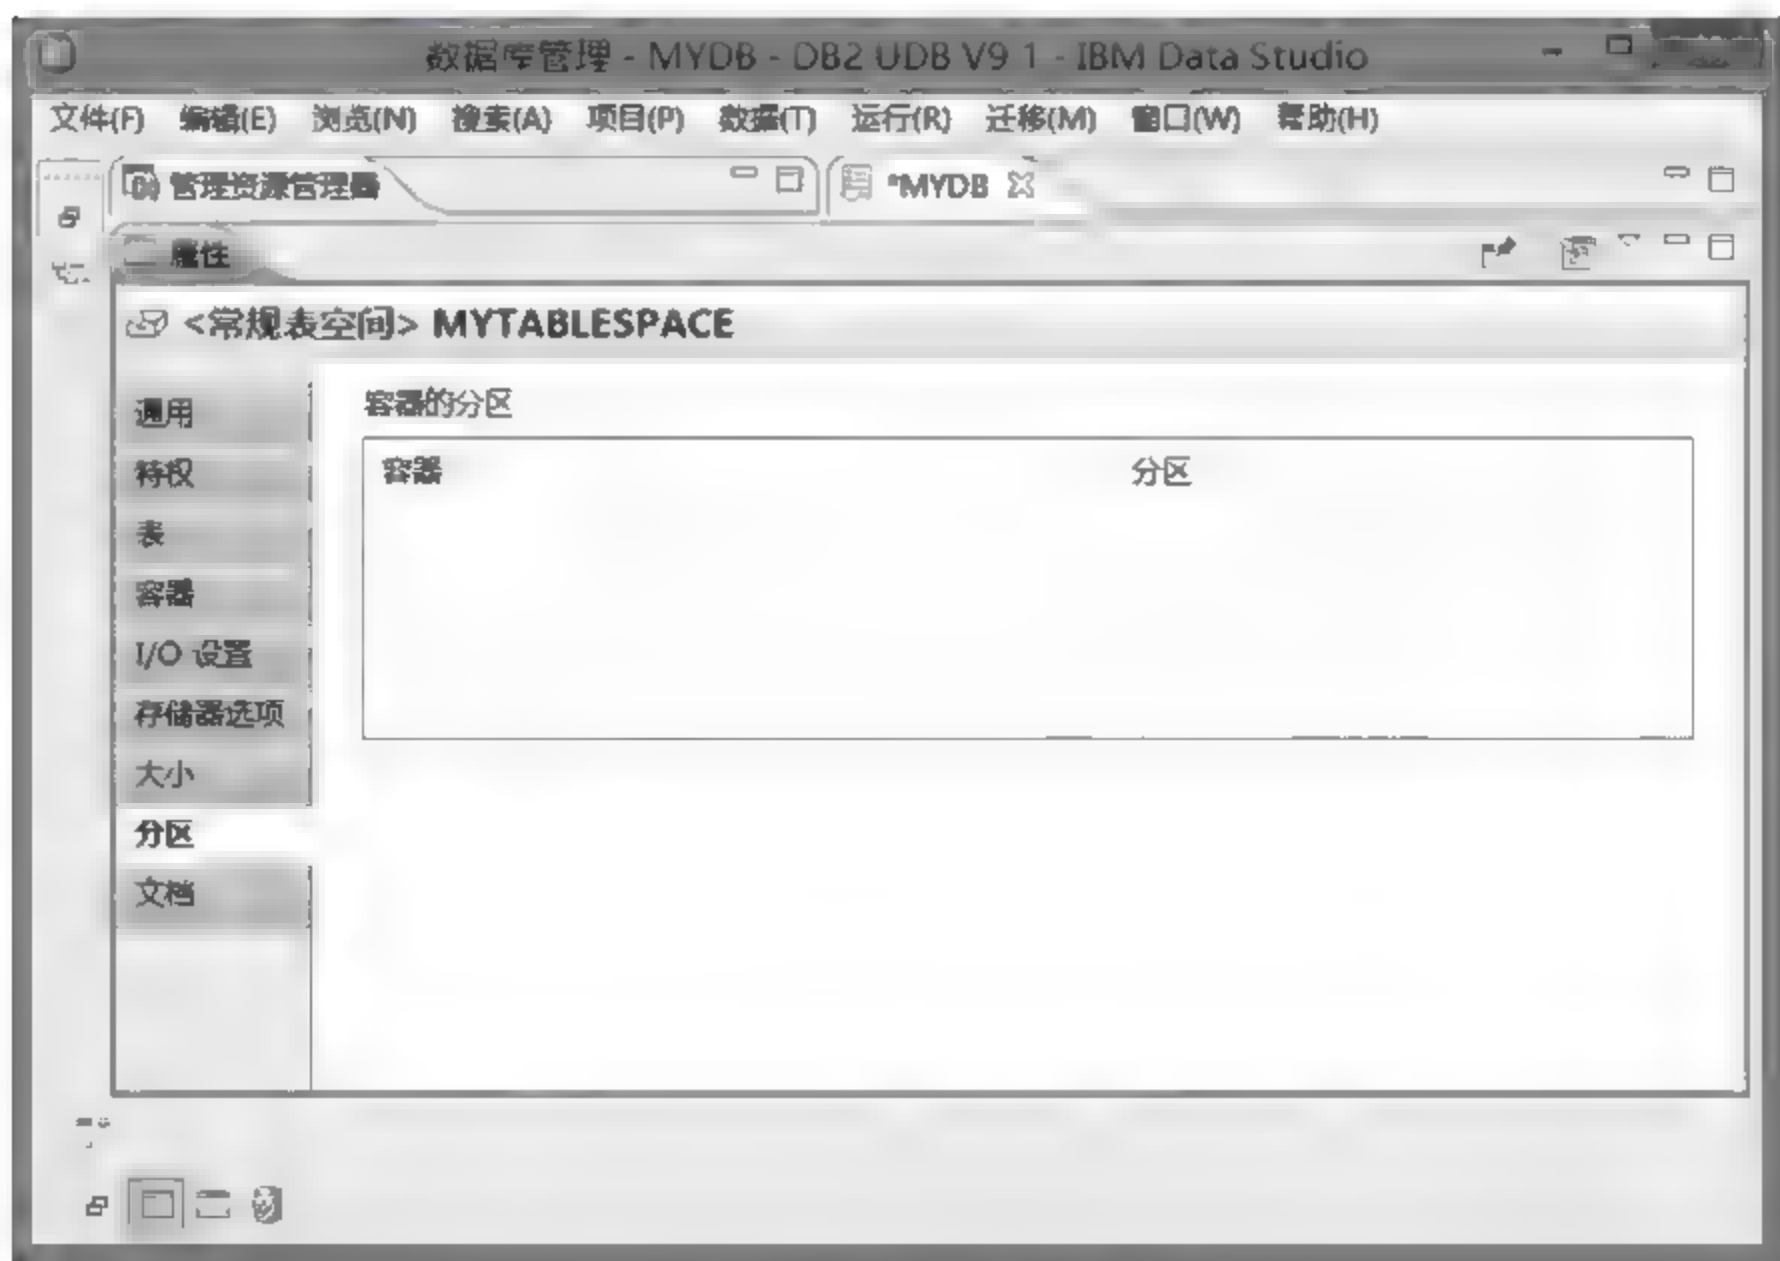 数据库管理 - MYDB - DB2 UDB V9 1 - IBM Data Studio
文件(F) 编辑(E) 浏览(N) 搜索(A) 项目(P) 数据(T) 运行(R) 迁移(M) 窗口(W) 帮助(H)
管理资源管理器 *MYDB
属性
<常规表空间> MYTABLESPACE
通用
特权
表
容器
I/O 设置
存储器选项
大小
分区
文档
容器的分区
容器 分区